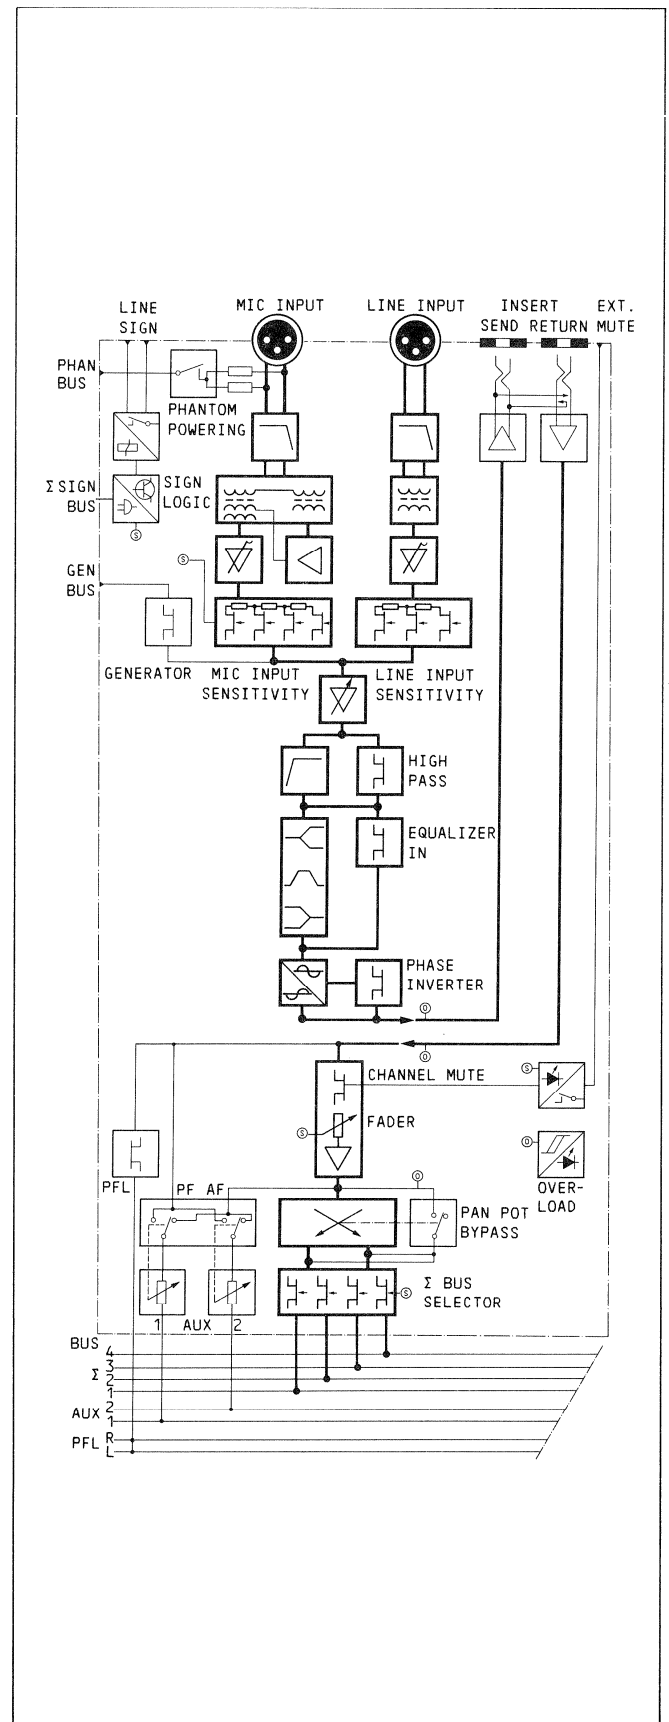 LINE
SIGN
MIC INPUT
LINE INPUT
INSERT
SEND RETURN
EXT.
MUTE
PHAN
BUS
PHANTOM
POWERING
Σ SIGN
BUS
SIGN
LOGIC
S
S
GEN
BUS
GENERATOR
MIC INPUT
SENSITIVITY
LINE INPUT
SENSITIVITY
HIGH
PASS
EQUALIZER
IN
PHASE
INVERTER
O
O
CHANNEL MUTE
S
FADER
S
O
OVER-
LOAD
PFL
PF AF
O
PAN POT
BYPASS
Σ BUS
SELECTOR
S
1 AUX 2
BUS
4
3
Σ 2
1
AUX 2
1
PFL R
L